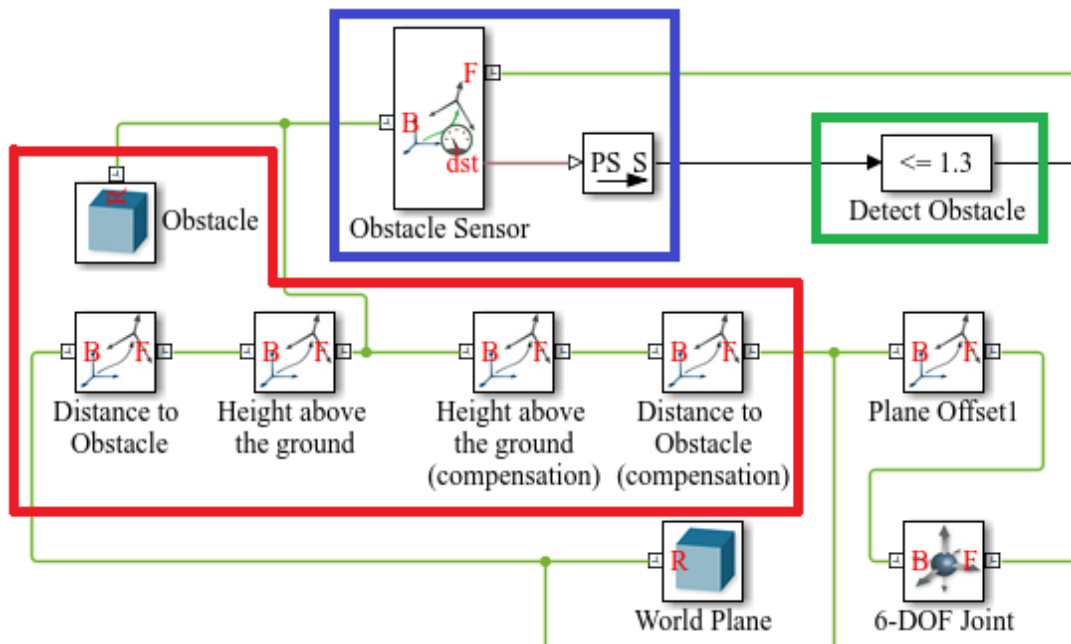 F
B
dst
PS S
<= 1.3
Obstacle Sensor
Detect Obstacle
R
Obstacle
B F
B F
B F
B F
B F
Distance to
Obstacle
Height above
the ground
Height above
the ground
(compensation)
Distance to
Obstacle
(compensation)
Plane Offset1
R
World Plane
B F
6-DOF Joint